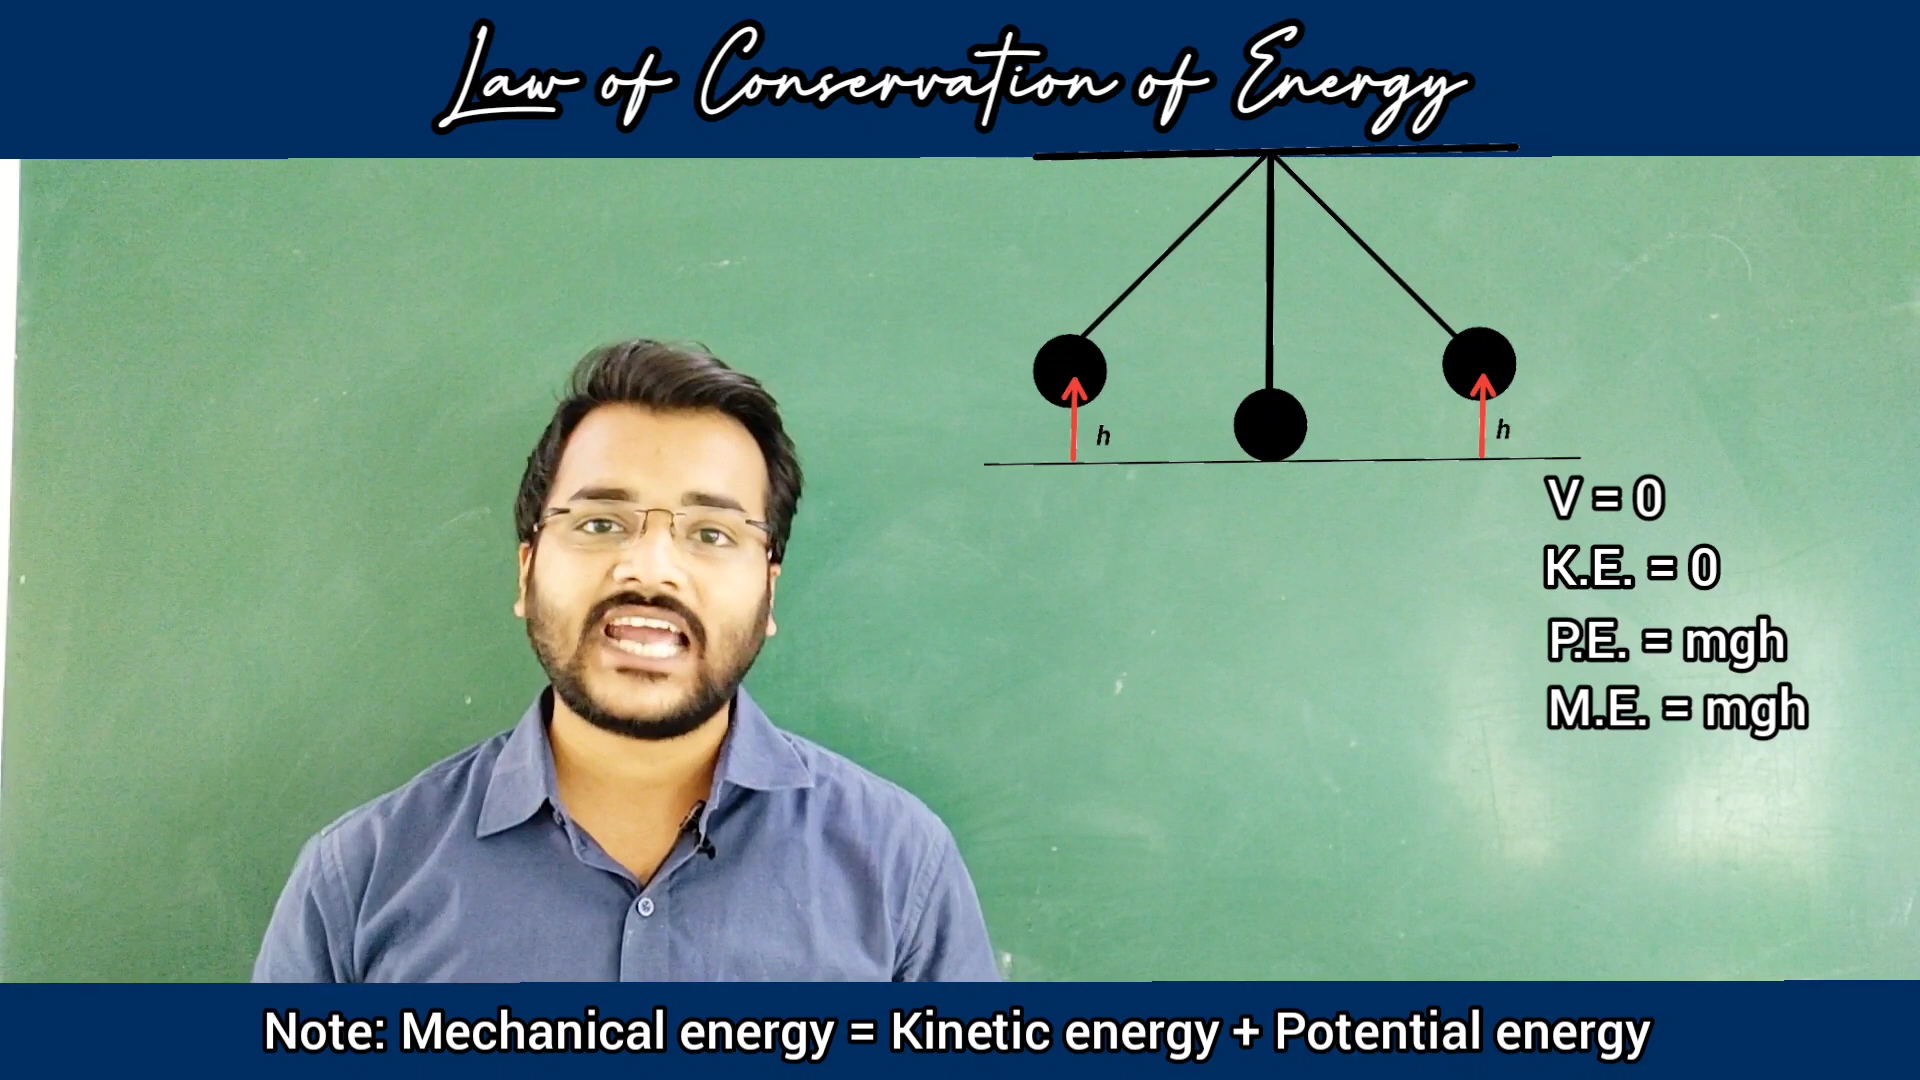 Law of Conservation of Energy
h
h
V = 0
K.E. = 0
P.E. = mgh
M.E. = mgh
Note: Mechanical energy = Kinetic energy + Potential energy